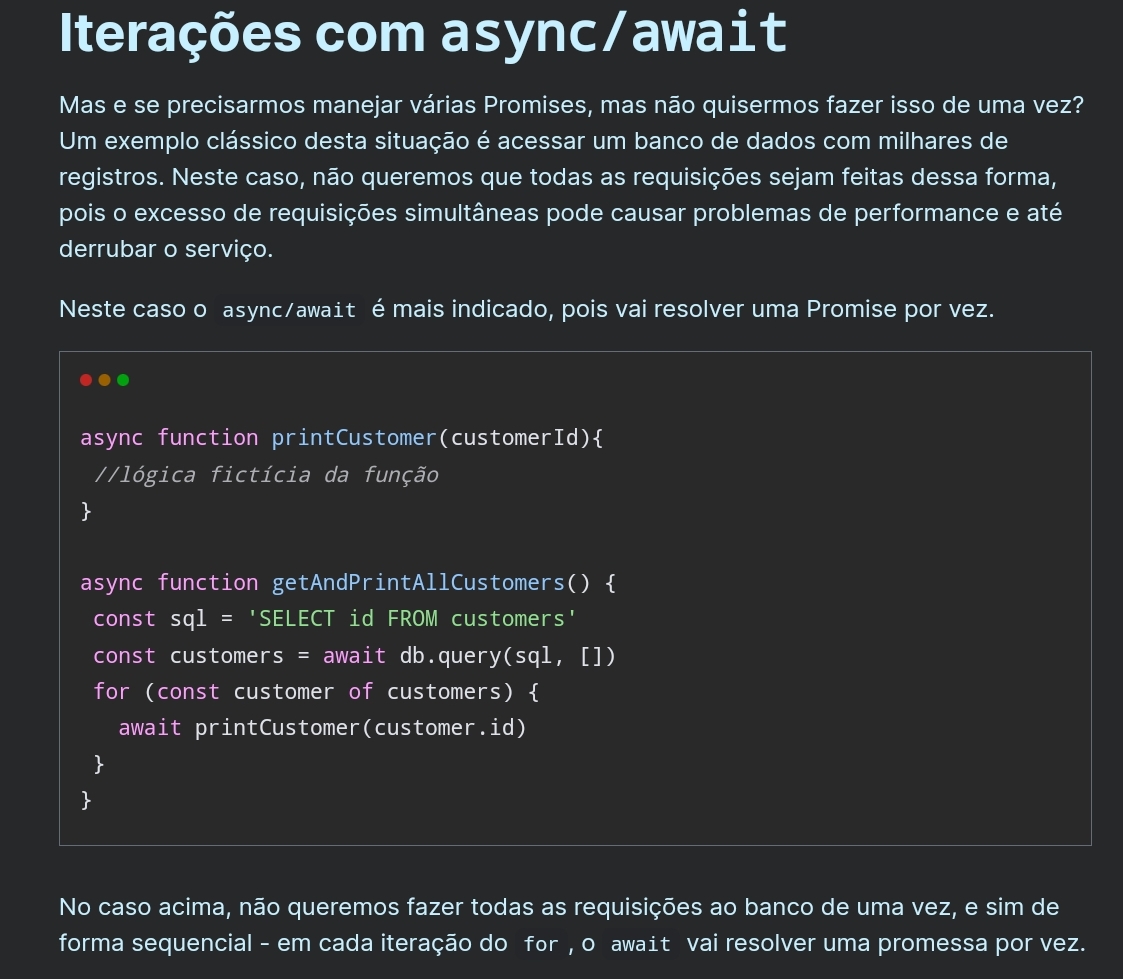 Iterações com async/await
Mas e se precisarmos manejar várias Promises, mas não quisermos fazer isso de uma vez?
Um exemplo clássico desta situação é acessar um banco de dados com milhares de
registros. Neste caso, não queremos que todas as requisições sejam feitas dessa forma,
pois o excesso de requisições simultâneas pode causar problemas de performance e até
derrubar o serviço.
Neste caso o async/await é mais indicado, pois vai resolver uma Promise por vez.
async function printCustomer(customerId){
 //lógica fictícia da função
}
async function getAndPrintAllCustomers() {
 const sql = 'SELECT id FROM customers'
 const customers = await db.query(sql, [])
 for (const customer of customers) {
   await printCustomer(customer.id)
 }
}
No caso acima, não queremos fazer todas as requisições ao banco de uma vez, e sim de
forma sequencial - em cada iteração do for, o await vai resolver uma promessa por vez.